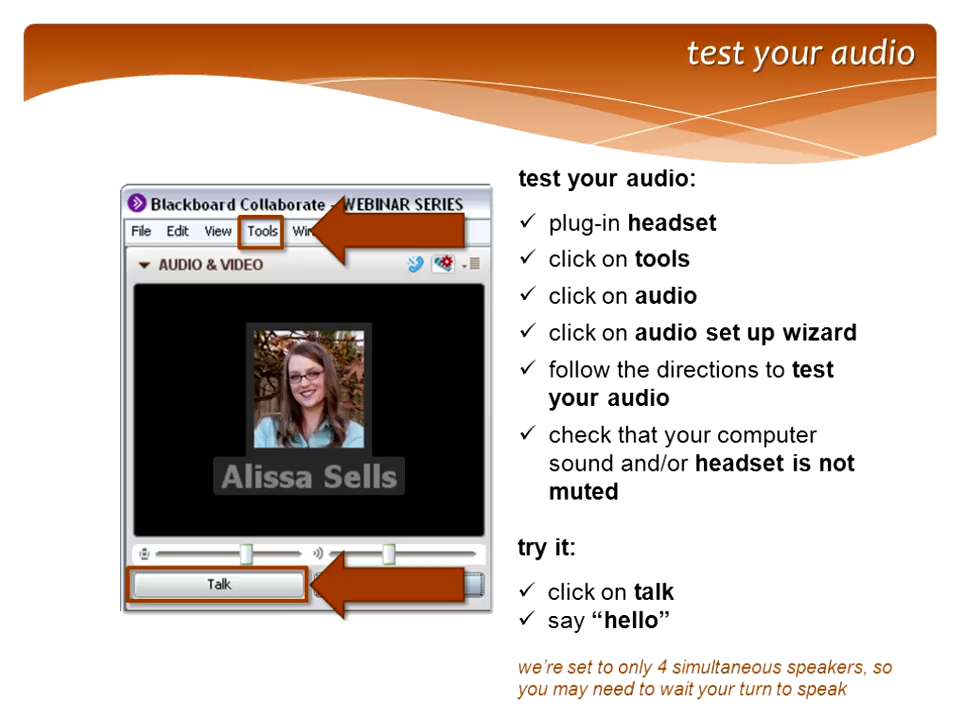 test your audio
test your audio:
✓ plug-in headset
✓ click on tools
✓ click on audio
✓ click on audio set up wizard
✓ follow the directions to test
your audio
✓ check that your computer
sound and/or headset is not
muted
try it:
✓ click on talk
✓ say “hello”
we’re set to only 4 simultaneous speakers, so
you may need to wait your turn to speak
Blackboard Collaborate - WEBINAR SERIES
File Edit View Tools
AUDIO & VIDEO
Alissa Sells
Talk